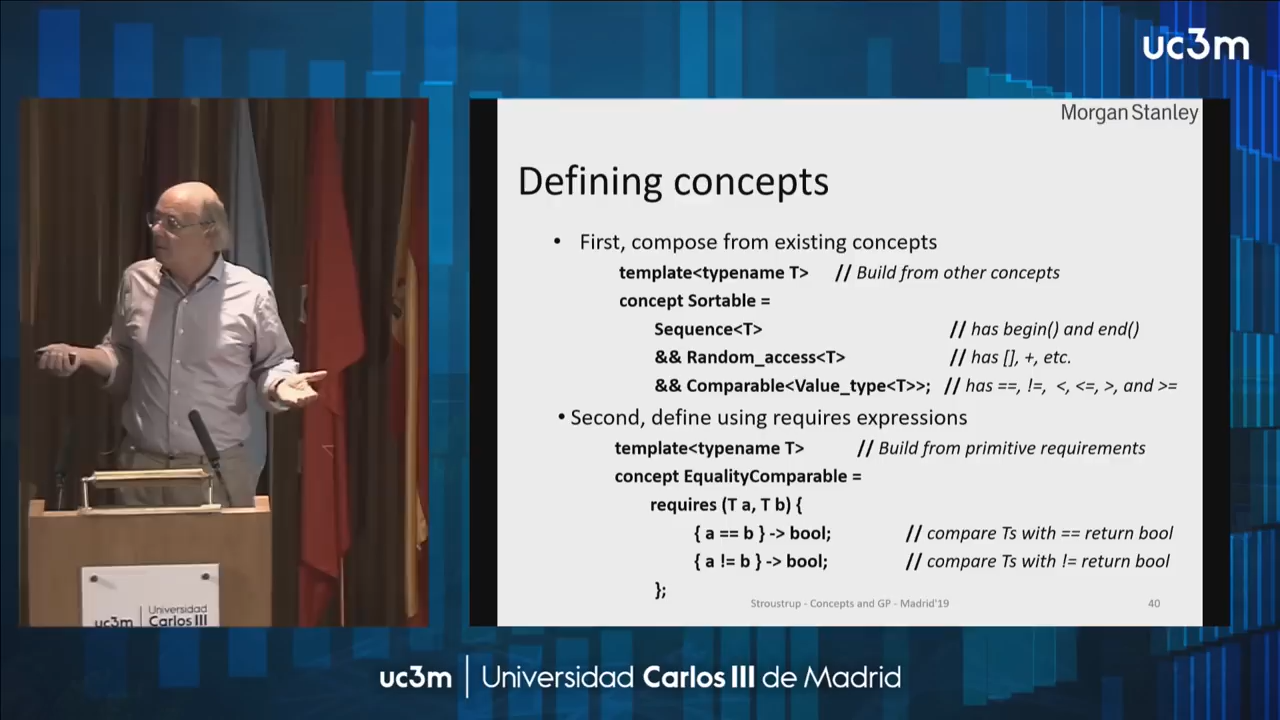 uc3m
Morgan Stanley
Defining concepts
• First, compose from existing concepts
template<typename T> // Build from other concepts
concept Sortable =
Sequence<T> // has begin() and end()
&& Random_access<T> // has [], +, etc.
&& Comparable<Value_type<T>>; // has ==, !=, <, <=, >, and >=
• Second, define using requires expressions
template<typename T> // Build from primitive requirements
concept EqualityComparable =
requires (T a, T b) {
{ a == b } -> bool; // compare Ts with == return bool
{ a != b } -> bool; // compare Ts with != return bool
};
Stroustrup - Concepts and GP - Madrid'19 40
uc3m | Universidad
Carlos III
uc3m | Universidad Carlos III de Madrid